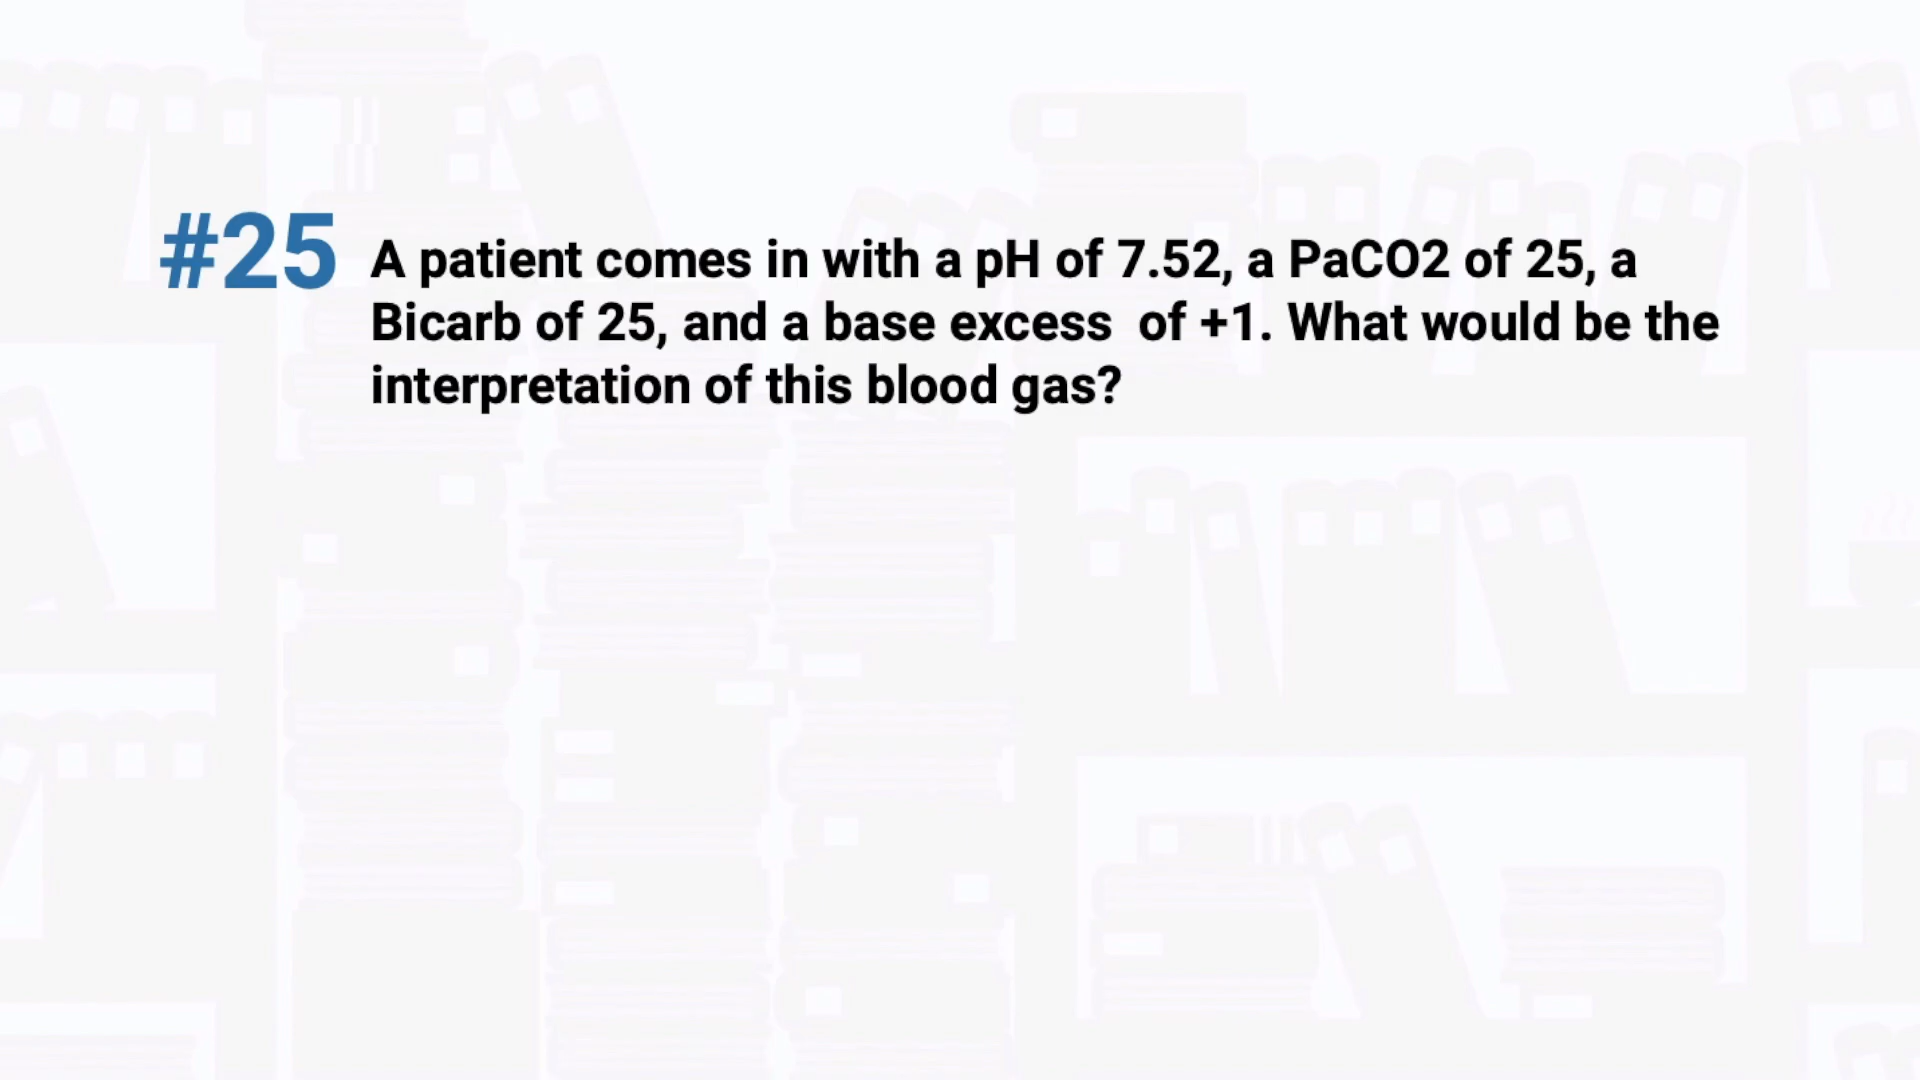 #25 A patient comes in with a pH of 7.52, a PaCO2 of 25, a
Bicarb of 25, and a base excess  of +1. What would be the
interpretation of this blood gas?